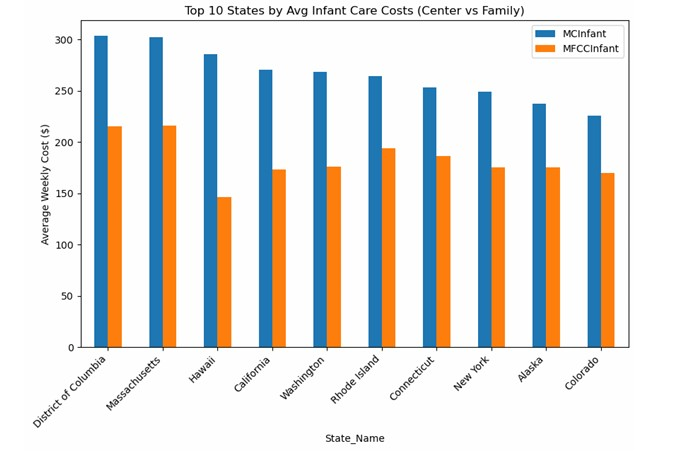 Top 10 States by Avg Infant Care Costs (Center vs Family)
MCInfant
MFCCInfant
Average Weekly Cost ($)
300
250
200
150
100
50
0
District of Columbia
Massachusetts
Hawaii
California
Washington
Rhode Island
Connecticut
New York
Alaska
Colorado
State_Name